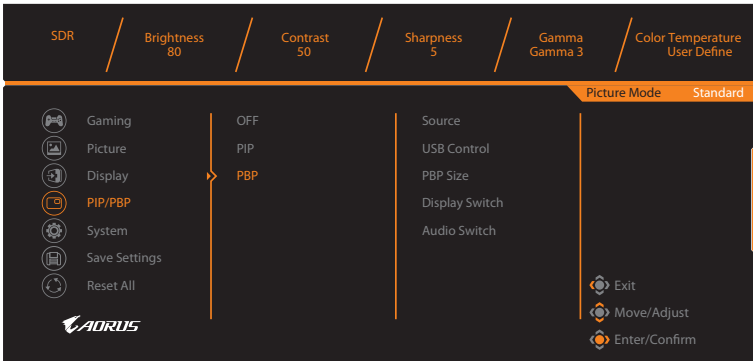 SDR Brightness Contrast Sharpness Gamma Color Temperature
80 50 5 Gamma 3 User Define
Picture Mode Standard
Gaming OFF Source
Picture PIP USB Control
Display PBP PBP Size
PIP/PBP Display Switch
System Audio Switch
Save Settings
Reset All Exit
AORUS Move/Adjust
Enter/Confirm